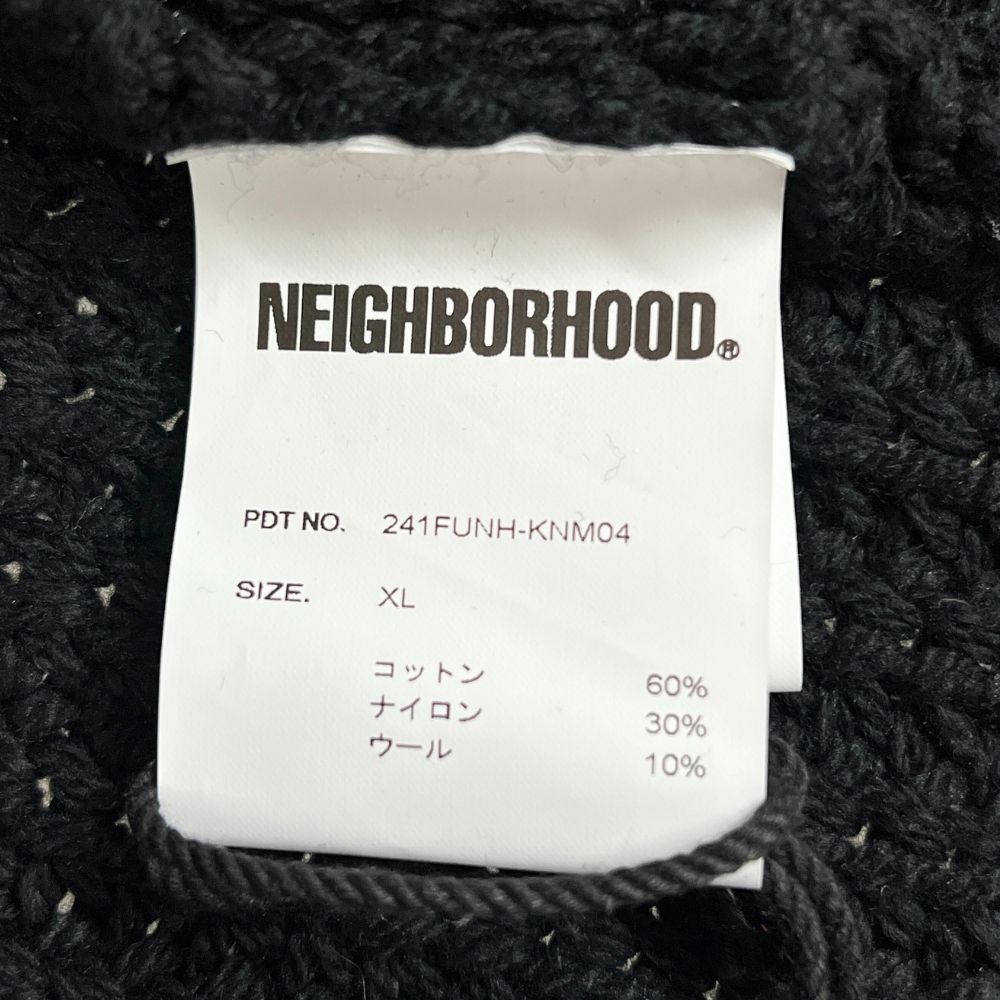 NEIGHBORHOOD®
PDT NO. 241FUNH-KNM04
SIZE. XL
コットン 60%
ナイロン 30%
ウール 10%